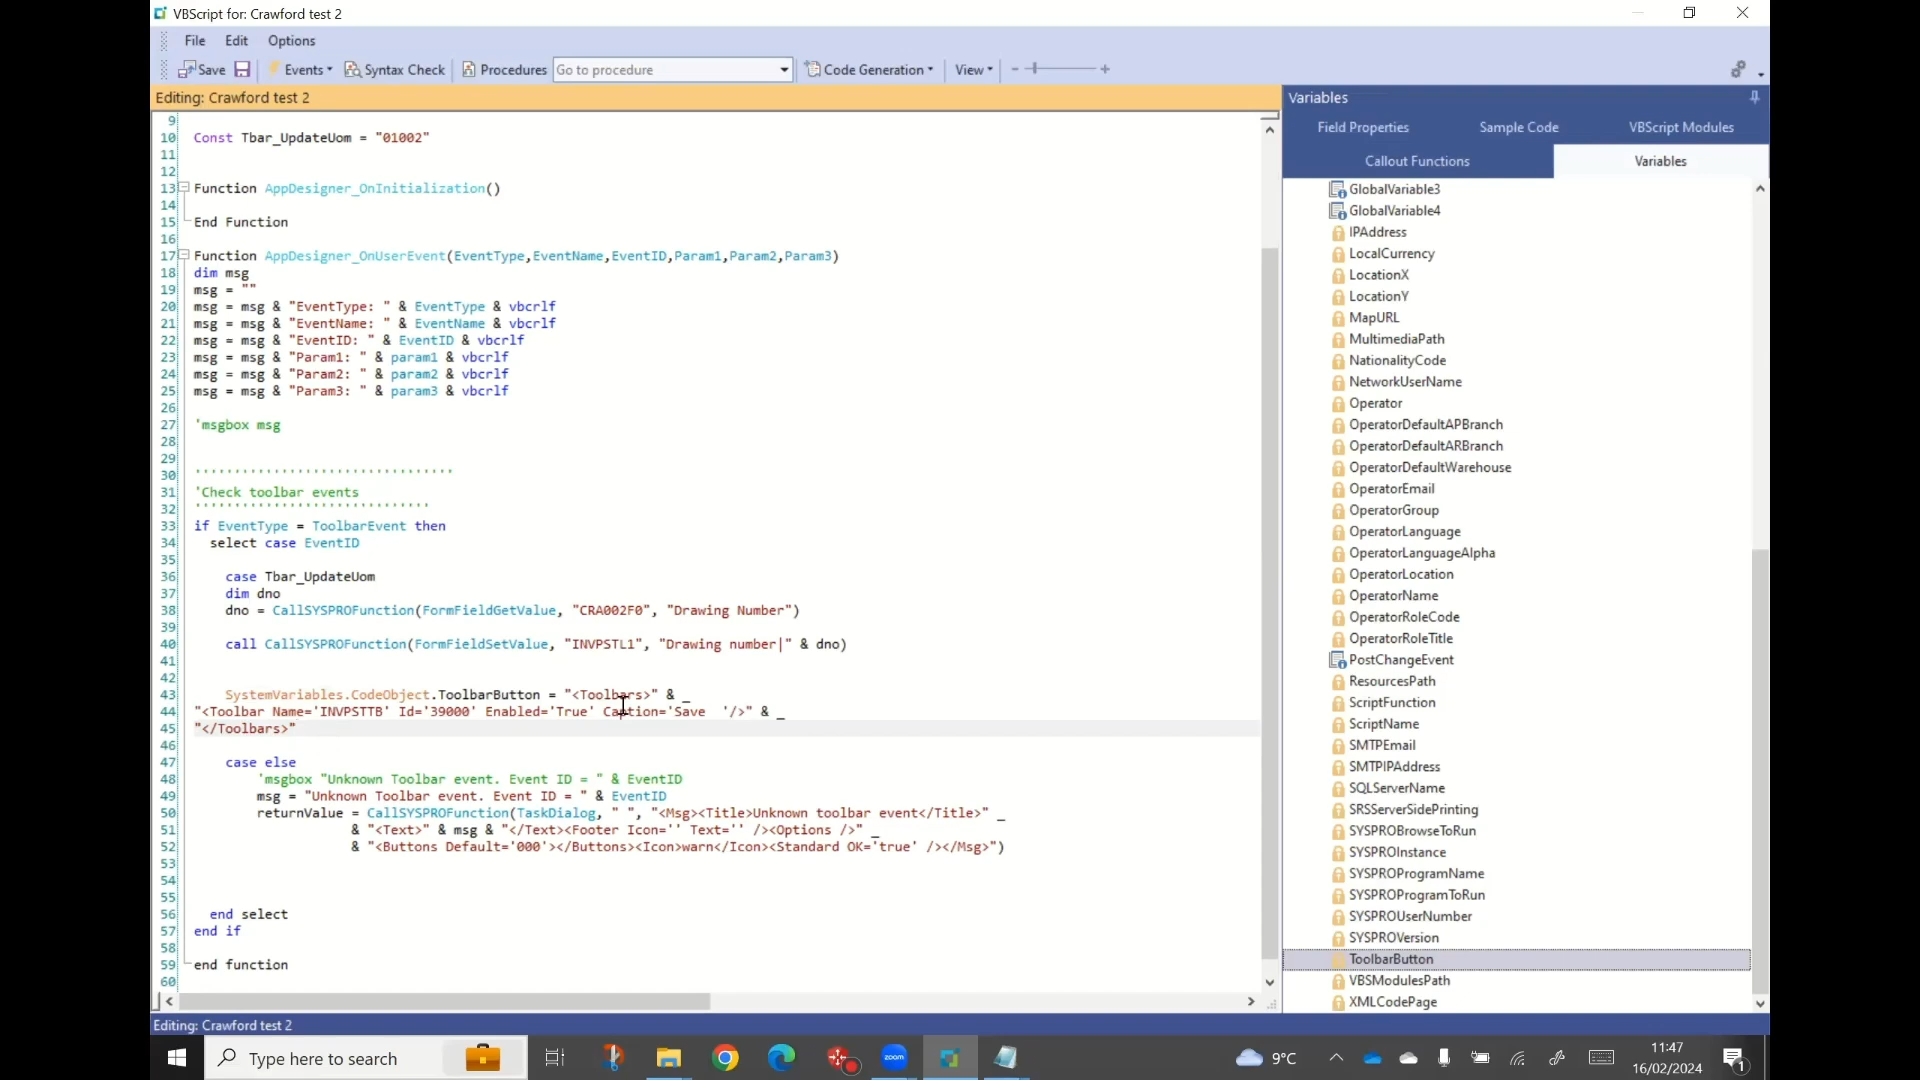 VBScript for: Crawford test 2
File Edit Options
Save Events Syntax Check Procedures Go to procedure Code Generation View
Editing: Crawford test 2
9
10 Const Tbar_UpdateUom = "01002"
11
12
13 Function AppDesigner_OnInitialization()
14
15 End Function
16
17 Function AppDesigner_OnUserEvent(EventType,EventName,EventID,Param1,Param2,Param3)
18 dim msg
19 msg = ""
20 msg = msg & "EventType: " & EventType & vbcrlf
21 msg = msg & "EventName: " & EventName & vbcrlf
22 msg = msg & "EventID: " & EventID & vbcrlf
23 msg = msg & "Param1: " & param1 & vbcrlf
24 msg = msg & "Param2: " & param2 & vbcrlf
25 msg = msg & "Param3: " & param3 & vbcrlf
26
27 'msgbox msg
28
29
30 '''''''''''''''''''''''''''''''''
31 'Check toolbar events
32 ''''''''''''''''''''''''''''''
33 if EventType = ToolbarEvent then
34 select case EventID
35
36 case Tbar_UpdateUom
37 dim dno
38 dno = CallSYSPROFunction(FormFieldGetValue, "CRA002F0", "Drawing Number")
39
40 call CallSYSPROFunction(FormFieldSetValue, "INVPSTL1", "Drawing number|" & dno)
41
42
43 SystemVariables.CodeObject.ToolbarButton = "<Toolbars>" & _
44 "<Toolbar Name='INVPSTTB' Id='39000' Enabled='True' Caption='Save '/>" & _
45 "</Toolbars>"
46
47 case else
48 'msgbox "Unknown Toolbar event. Event ID = " & EventID
49 msg = "Unknown Toolbar event. Event ID = " & EventID
50 returnValue = CallSYSPROFunction(TaskDialog, " ", "<Msg><Title>Unknown toolbar event</Title>" _
51 & "<Text>" & msg & "</Text><Footer Icon='' Text='' /><Options />" _
52 & "<Buttons Default='000'></Buttons><Icon>warn</Icon><Standard OK='true' /></Msg>")
53
54
55
56 end select
57 end if
58
59 end function
60
Variables
Field Properties Sample Code VBScript Modules
Callout Functions Variables
GlobalVariable3
GlobalVariable4
IPAddress
LocalCurrency
LocationX
LocationY
MapURL
MultimediaPath
NationalityCode
NetworkUserName
Operator
OperatorDefaultAPBranch
OperatorDefaultARBranch
OperatorDefaultWarehouse
OperatorEmail
OperatorGroup
OperatorLanguage
OperatorLanguageAlpha
OperatorLocation
OperatorName
OperatorRoleCode
OperatorRoleTitle
PostChangeEvent
ResourcesPath
ScriptFunction
ScriptName
SMTPEmail
SMTPIPAddress
SQLServerName
SRSServerSidePrinting
SYSPROBrowseToRun
SYSPROInstance
SYSPROProgramName
SYSPROProgramToRun
SYSPROUserNumber
SYSPROVersion
ToolbarButton
VBSModulesPath
XMLCodePage
Editing: Crawford test 2
Type here to search zoom 9°C 11:47
16/02/2024 1